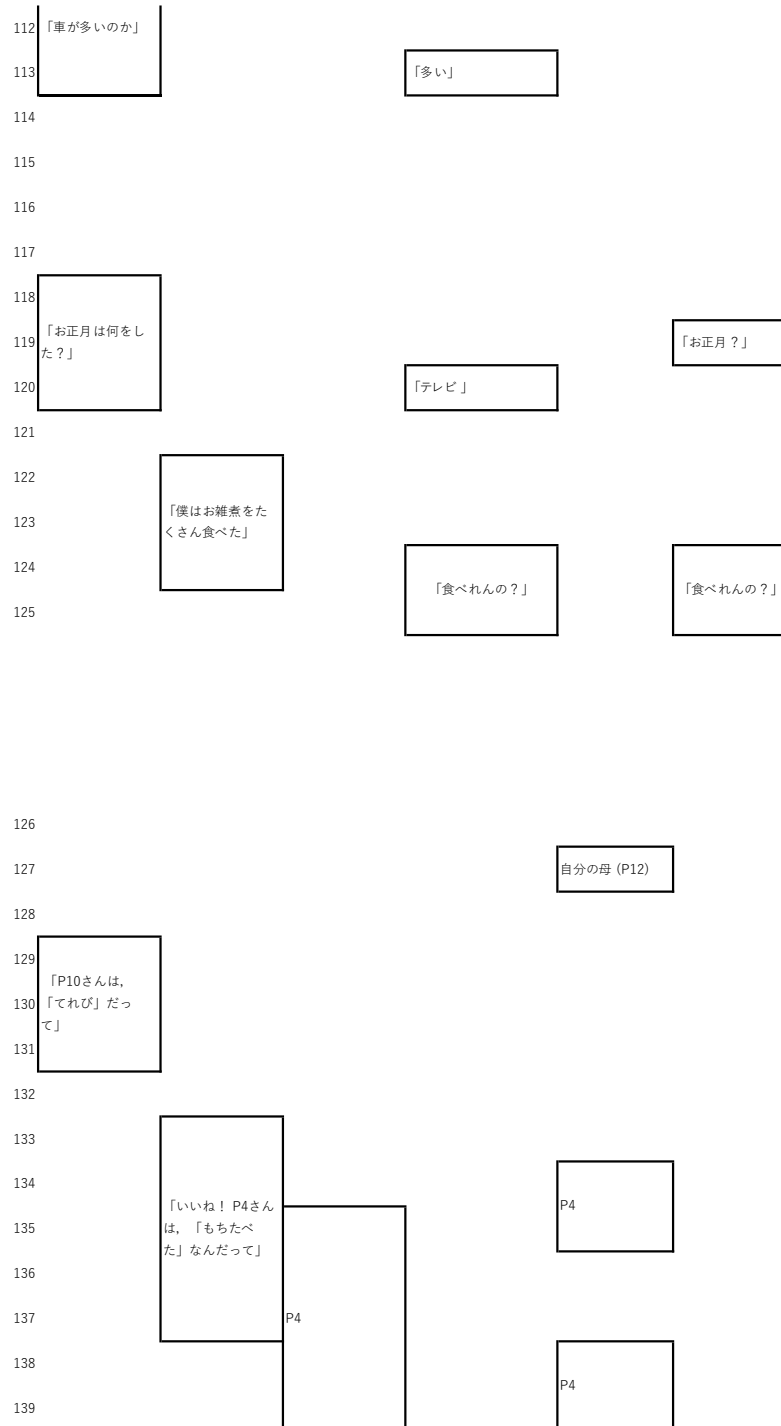 112 「車が多いのか」
113 「多い」
114
115
116
117
118
「お正月は何をし
た？」
119 「お正月？」
120 「テレビ 」
121
122
「僕はお雑煮をた
くさん食べた」
123
124
「食べれんの？」 「食べれんの？」
125
126
127 自分の母 (P12)
128
129
「P10さんは,
130 「てれび」だっ
て」
131
132
133
134
「いいね！ P4さん P4
135 は, 「もちたべ
た」なんだって」
136
137 P4
138
P4
139